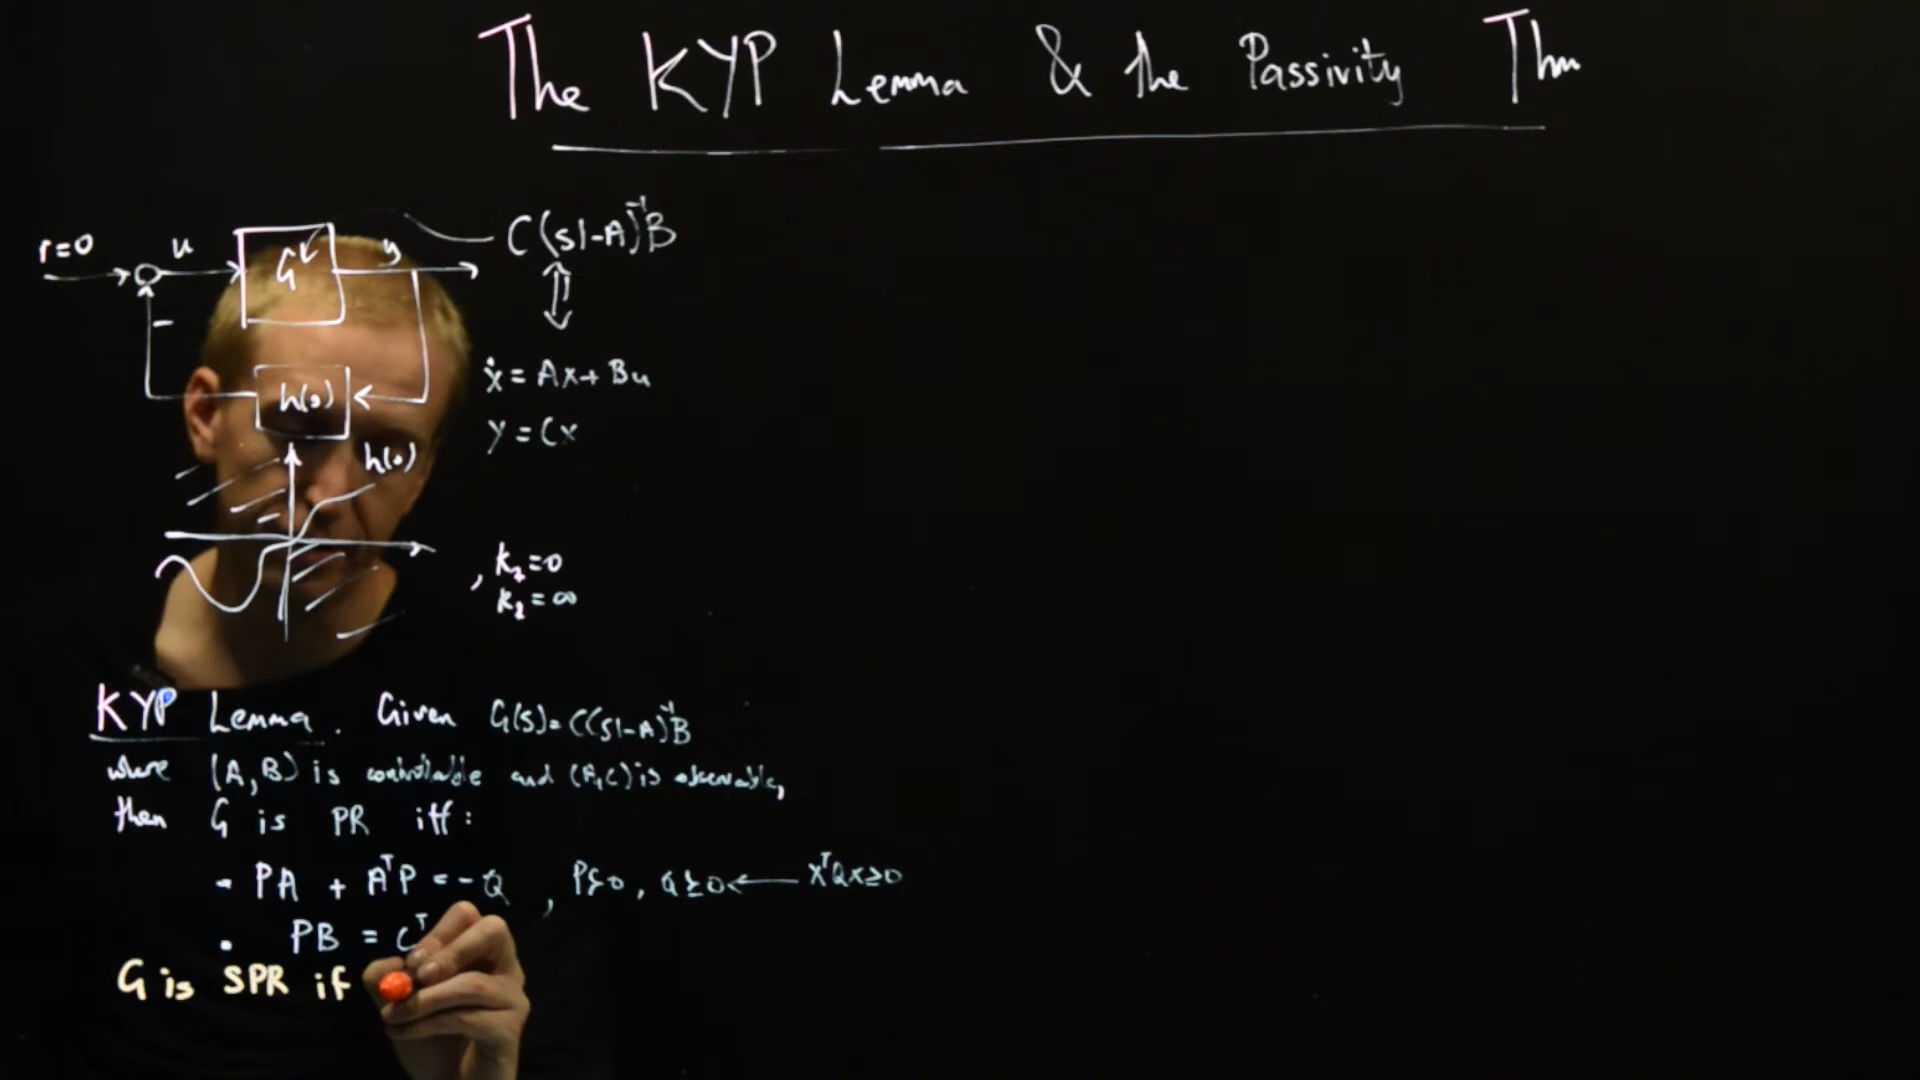 The KYP Lemma & the Passivity Thm
r=0 u G y C(sI-A)⁻¹B
ẋ = Ax + Bu
h(·)
y = Cx
h(·)
, k₁=0
k₂=∞
KYP Lemma. Given G(s)=C(sI-A)⁻¹B
where (A,B) is controllable and (A,C) is observable,
then G is PR iff:
- PA + AᵀP = -Q , P≻0, Q⪰0 ← xᵀQx≥0
• PB = Cᵀ
G is SPR if